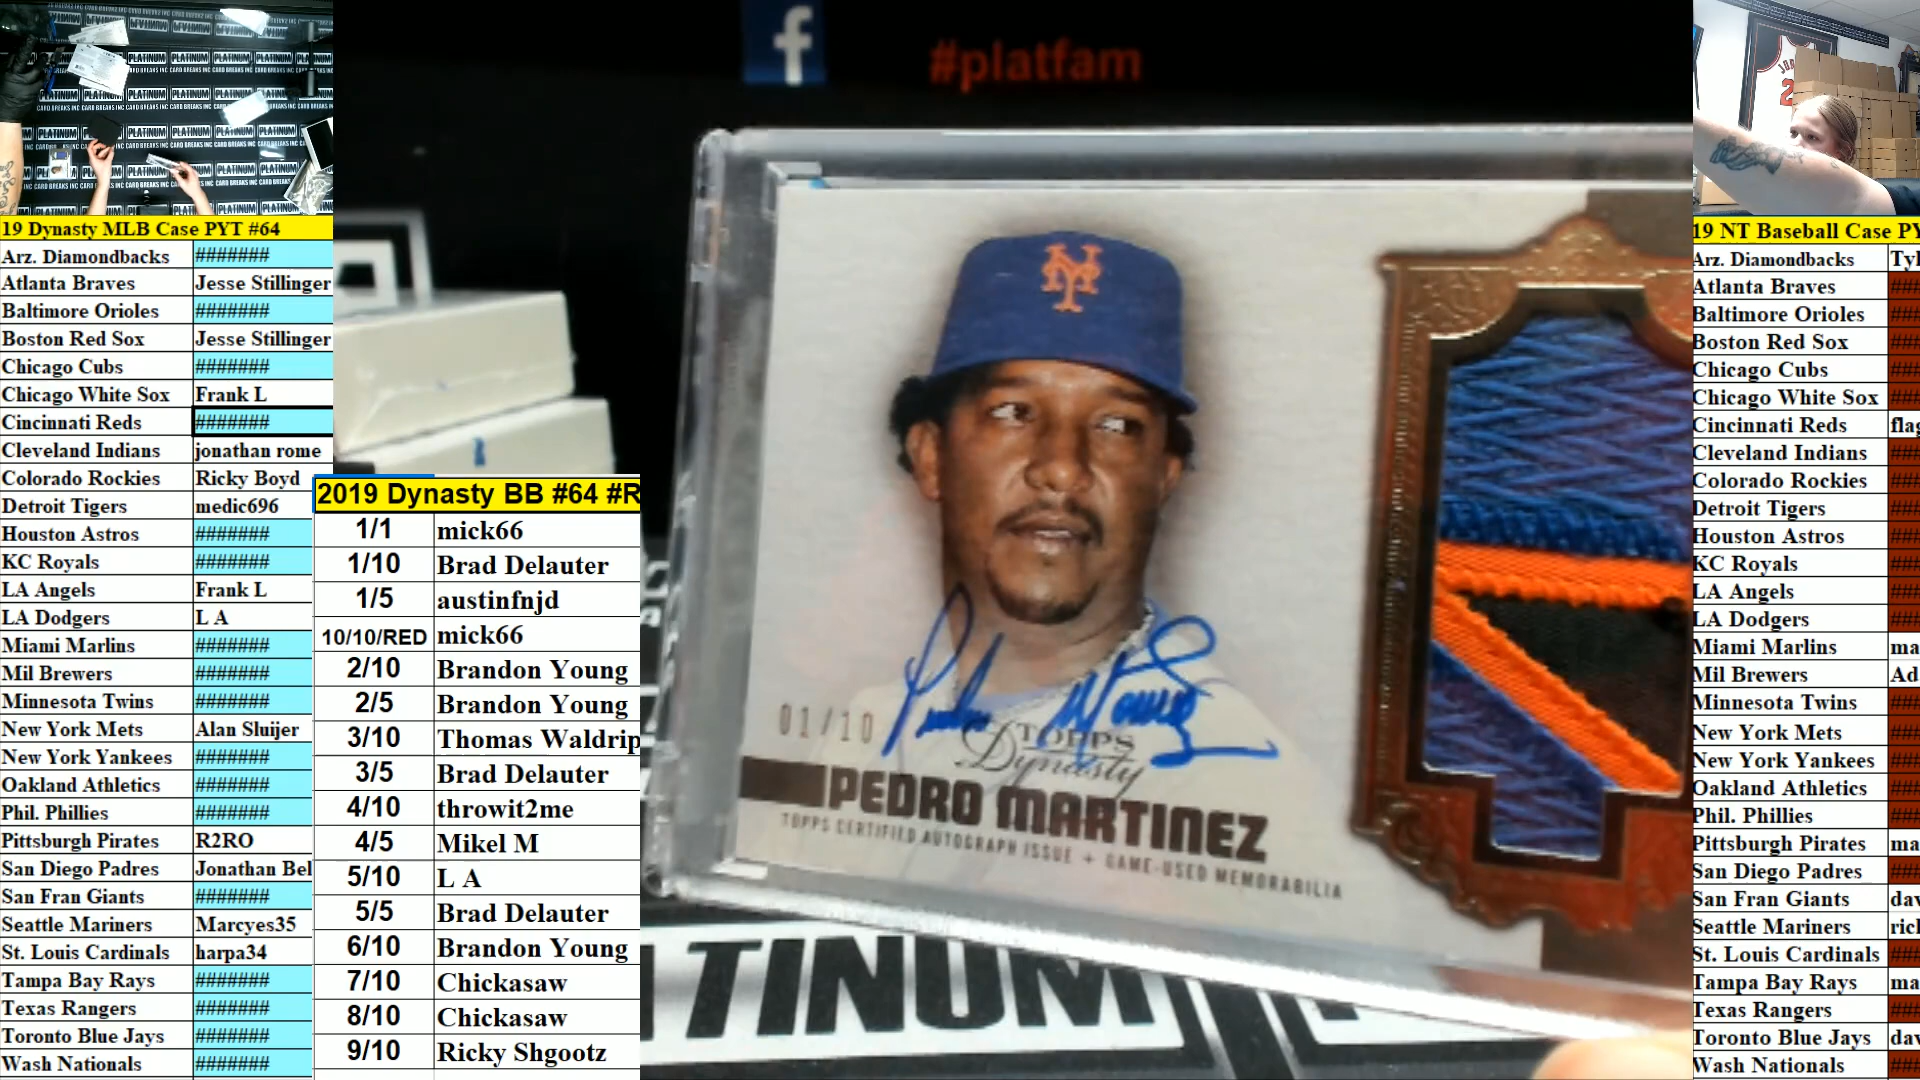 f
#platfam
19 Dynasty MLB Case PYT #64
Arz. Diamondbacks #######
Atlanta Braves Jesse Stillinger
Baltimore Orioles #######
Boston Red Sox Jesse Stillinger
Chicago Cubs #######
Chicago White Sox Frank L
Cincinnati Reds #######
Cleveland Indians jonathan rome
Colorado Rockies Ricky Boyd
Detroit Tigers medic696
Houston Astros #######
KC Royals #######
LA Angels Frank L
LA Dodgers L A
Miami Marlins #######
Mil Brewers #######
Minnesota Twins #######
New York Mets Alan Sluijer
New York Yankees #######
Oakland Athletics #######
Phil. Phillies #######
Pittsburgh Pirates R2RO
San Diego Padres Jonathan Bel
San Fran Giants #######
Seattle Mariners Marcyes35
St. Louis Cardinals harpa34
Tampa Bay Rays #######
Texas Rangers #######
Toronto Blue Jays #######
Wash Nationals #######
2019 Dynasty BB #64 #R
1/1 mick66
1/10 Brad Delauter
1/5 austinfnjd
10/10/RED mick66
2/10 Brandon Young
2/5 Brandon Young
3/10 Thomas Waldrip
3/5 Brad Delauter
4/10 throwit2me
4/5 Mikel M
5/10 L A
5/5 Brad Delauter
6/10 Brandon Young
7/10 Chickasaw
8/10 Chickasaw
9/10 Ricky Shgootz
NY
01/10
TOPPS
Dynasty
PEDRO MARTINEZ
TOPPS CERTIFIED AUTOGRAPH ISSUE + GAME-USED MEMORABILIA
TINUM
19 NT Baseball Case PY
Arz. Diamondbacks Tyl
Atlanta Braves ###
Baltimore Orioles ###
Boston Red Sox ###
Chicago Cubs ###
Chicago White Sox ###
Cincinnati Reds flag
Cleveland Indians ###
Colorado Rockies ###
Detroit Tigers ###
Houston Astros ###
KC Royals ###
LA Angels ###
LA Dodgers ###
Miami Marlins ma
Mil Brewers Ad
Minnesota Twins ###
New York Mets ###
New York Yankees ###
Oakland Athletics ###
Phil. Phillies ###
Pittsburgh Pirates ma
San Diego Padres ###
San Fran Giants dav
Seattle Mariners rick
St. Louis Cardinals ###
Tampa Bay Rays ma
Texas Rangers ###
Toronto Blue Jays dav
Wash Nationals ###